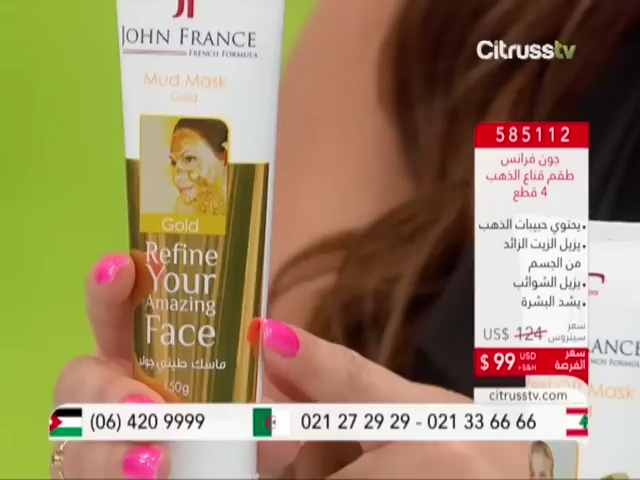 JOHN FRANCE
FRENCH FORMULA
Mud Mask
Gold
Gold
Refine
Your
Amazing
Face
ماسك طيني جولد
150g
Citrusstv
585112
جون فرانس
طقم قناع الذهب
4 قطع
يحتوي حبيبات الذهب
يزيل الزيت الزائد
من الجسم
يزيل الشوائب
يشد البشرة
سعر سيتروس
US$ 124
سعر الفرصة
$ 99 USD +S&H
citrusstv.com
ANCE
Mask
(06) 420 9999
021 27 29 29 - 021 33 66 66